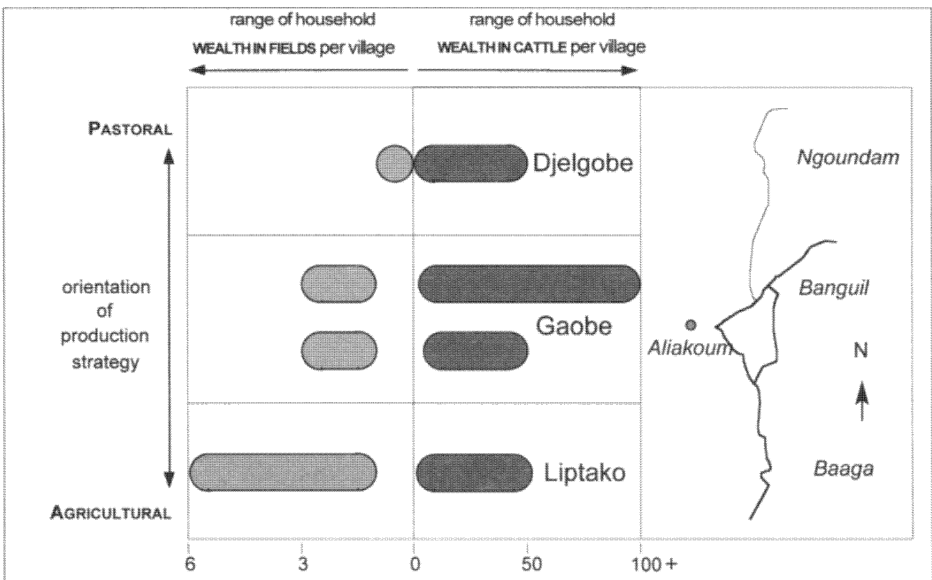 range of household
WEALTH IN FIELDS per village
range of household
WEALTH IN CATTLE per village
PASTORAL
Djelgobe
Ngoundam
orientation
of
production
strategy
Gaobe
Banguil
Aliakoum
N
Liptako
Baaga
AGRICULTURAL
6 3 0 50 100 +